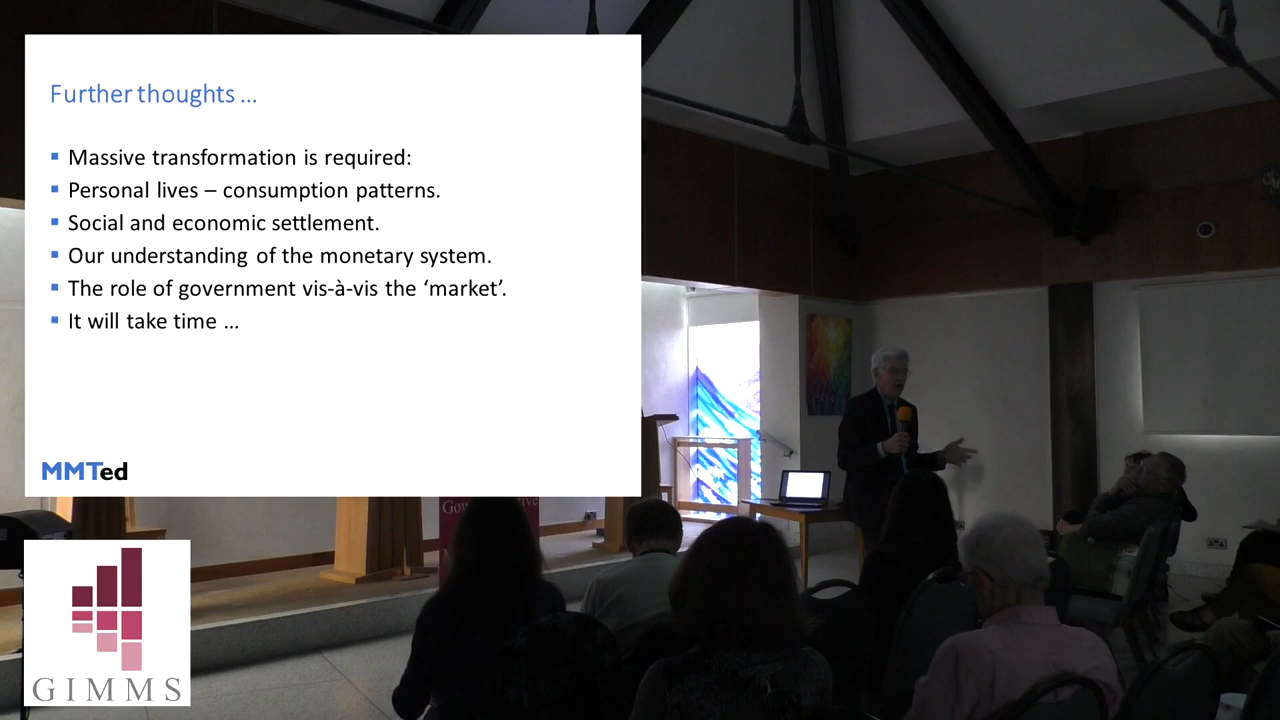 Further thoughts ...
▪ Massive transformation is required:
▪ Personal lives – consumption patterns.
▪ Social and economic settlement.
▪ Our understanding of the monetary system.
▪ The role of government vis-à-vis the ‘market’.
▪ It will take time ...
MMTed
GIMMS